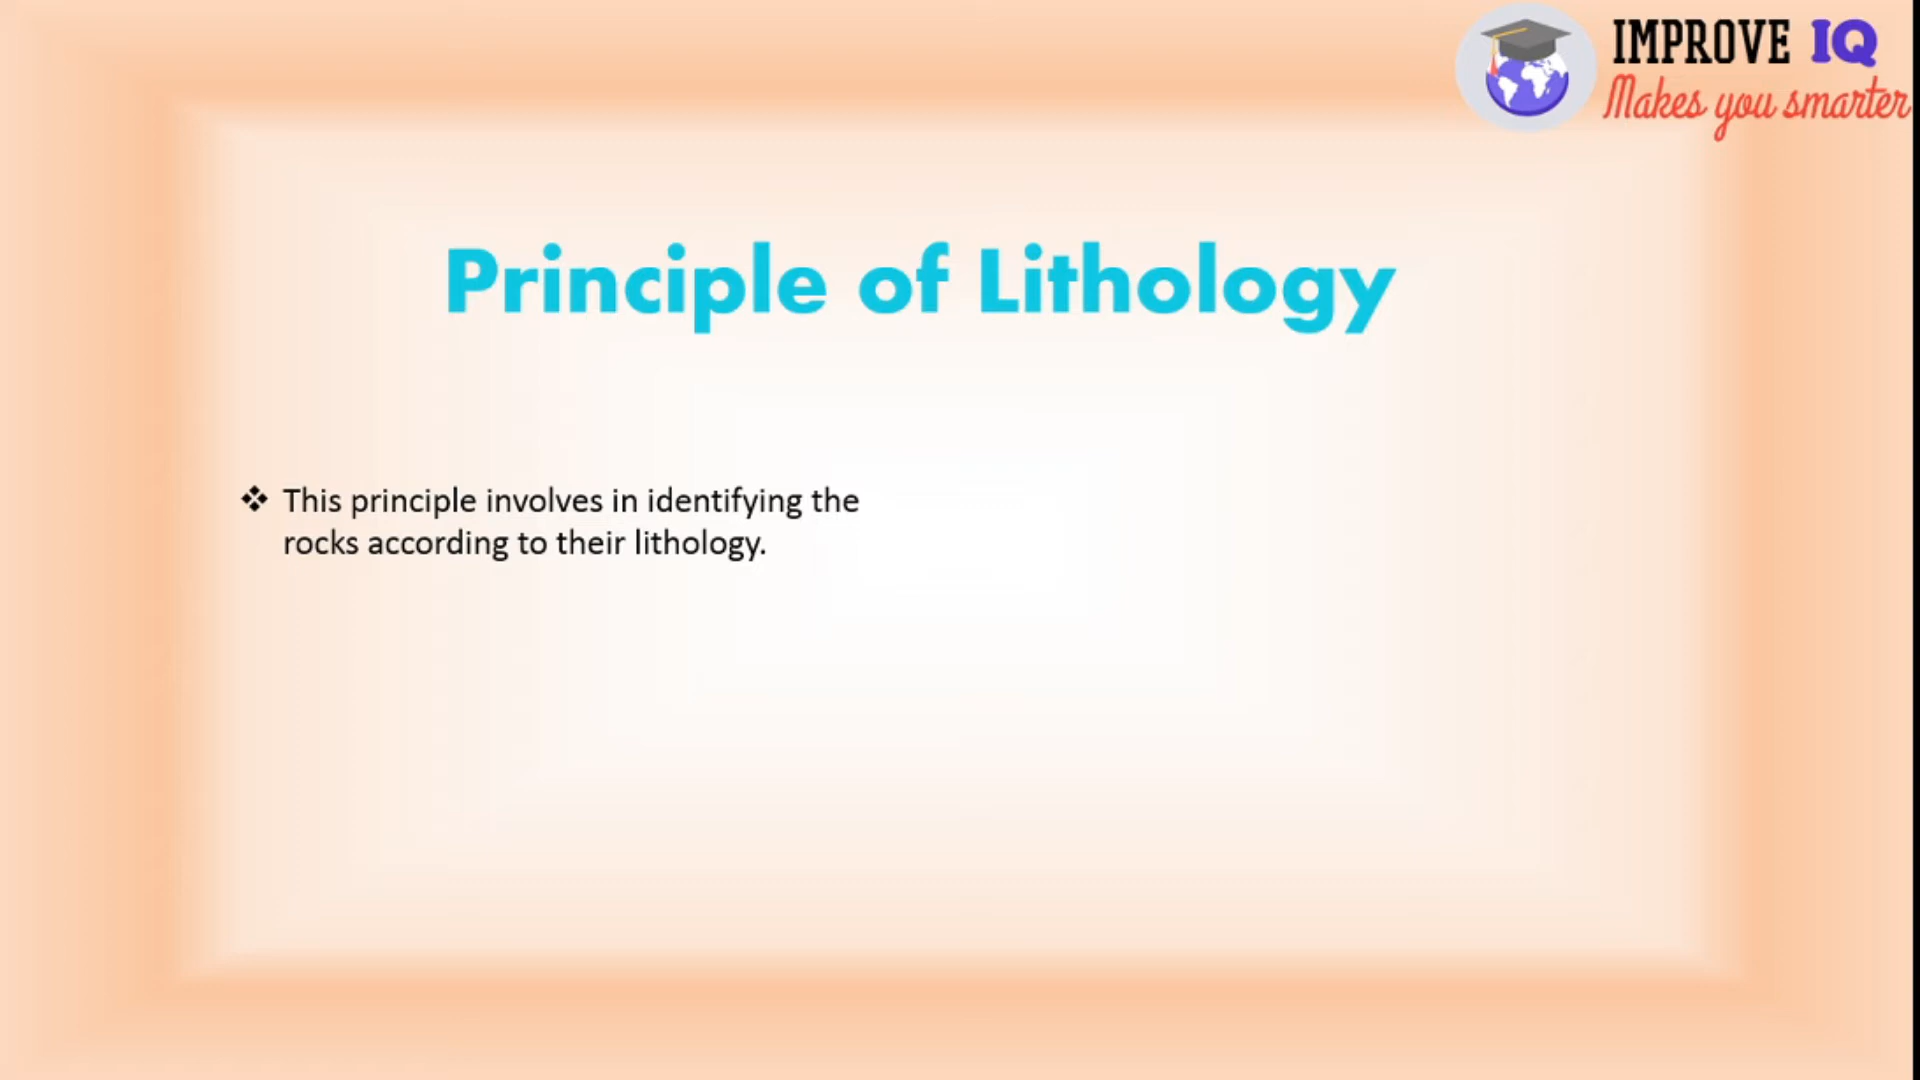 IMPROVE IQ
Makes you smarter
Principle of Lithology
❖ This principle involves in identifying the
rocks according to their lithology.